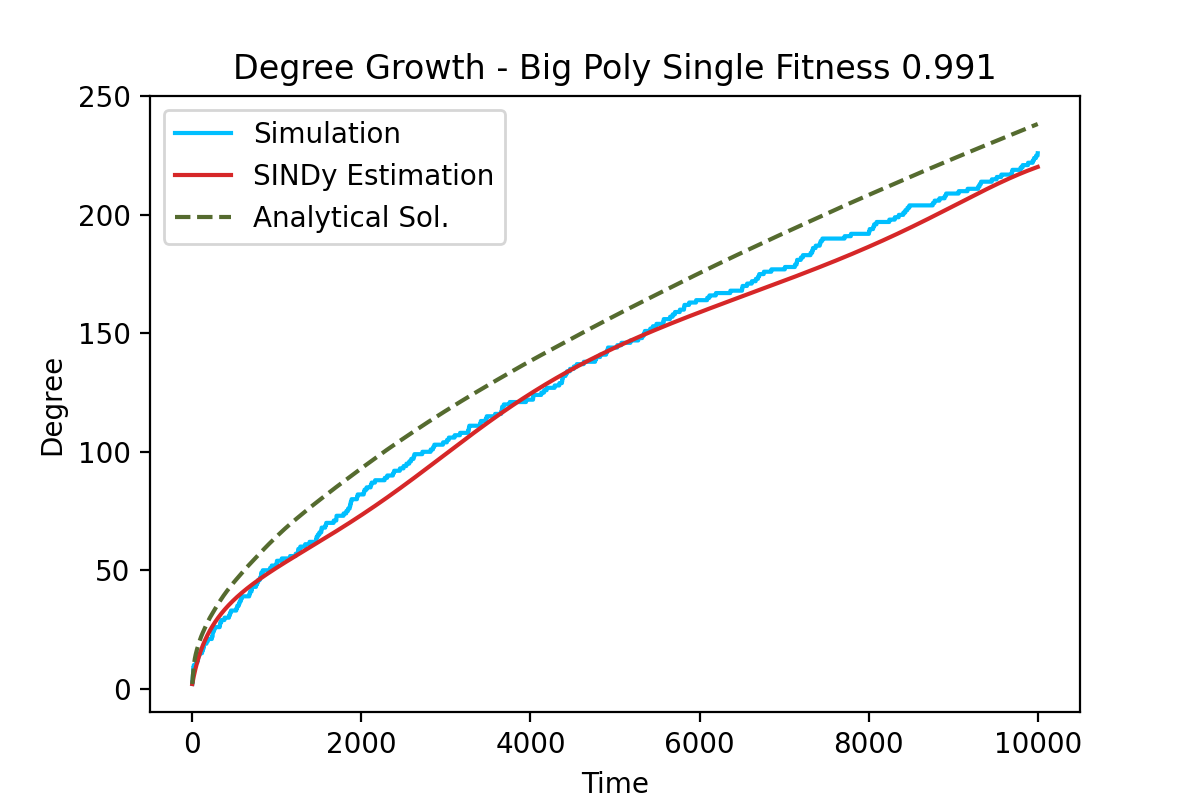 Degree Growth - Big Poly Single Fitness 0.991
250
200
150
100
50
0
Degree
Simulation
SINDy Estimation
Analytical Sol.
0 2000 4000 6000 8000 10000
Time